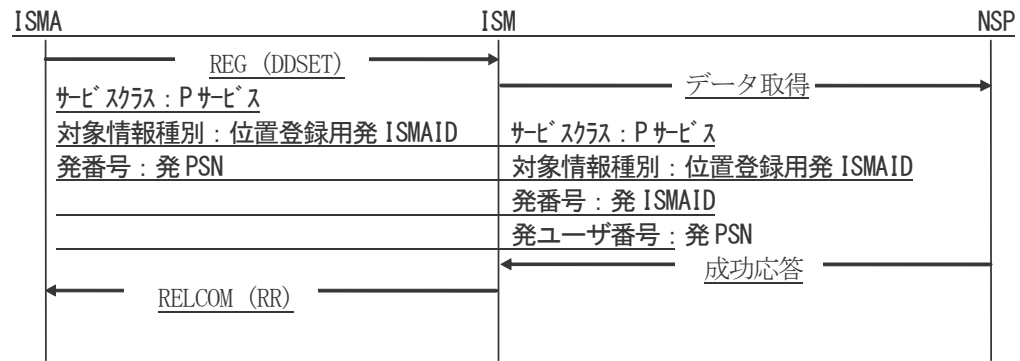 ISMA ISM NSP
REG (DDSET)
データ取得
ｻｰﾋﾞｽｸﾗｽ：Pｻｰﾋﾞｽ
対象情報種別：位置登録用発ISMAID
発番号：発PSN
ｻｰﾋﾞｽｸﾗｽ：Pｻｰﾋﾞｽ
対象情報種別：位置登録用発ISMAID
発番号：発ISMAID
発ユーザ番号：発PSN
成功応答
RELCOM (RR)